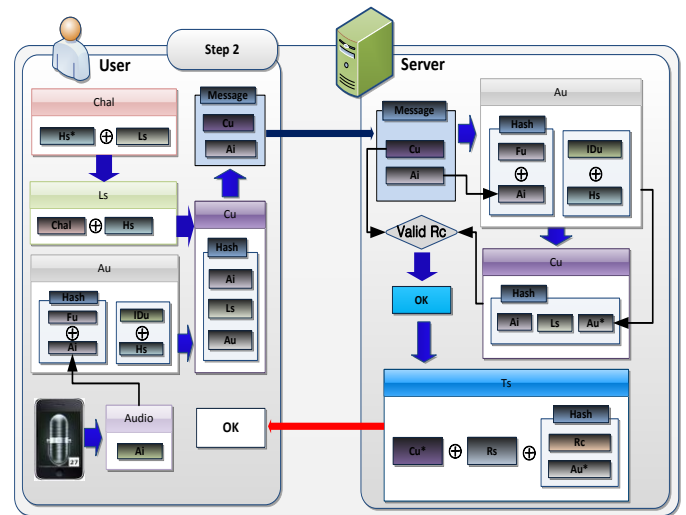 Step 2
User
Chal
Hs* ⊕ Ls
Ls
Chal ⊕ Hs
Au
Hash
Fu
⊕
Ai
IDu
⊕
Hs
27
Audio
Ai
Message
Cu
Ai
Cu
Hash
Ai
Ls
Au
OK
Server
Message
Cu
Ai
Valid Rc
OK
Au
Hash
Fu
⊕
Ai
IDu
⊕
Hs
Cu
Hash
Ai Ls Au*
Ts
Cu* ⊕ Rs ⊕
Hash
Rc
Au*